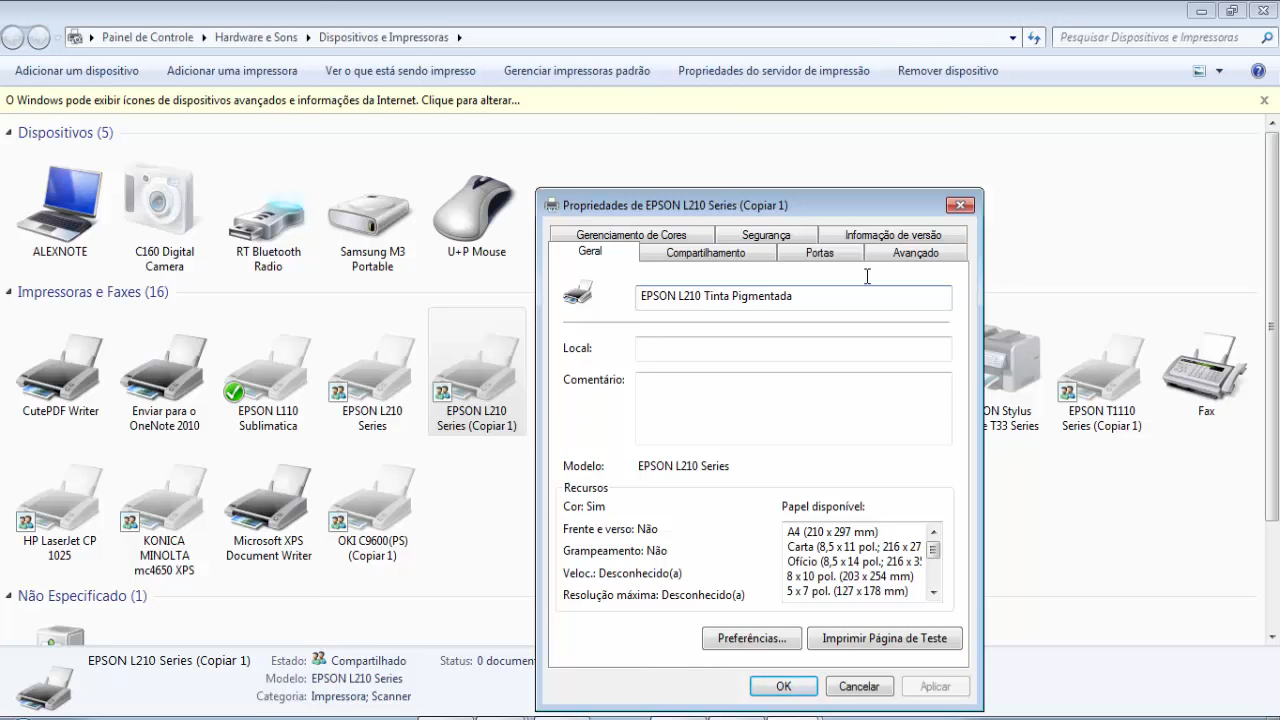 Painel de Controle
Hardware e Sons
Dispositivos e Impressoras
Pesquisar Dispositivos e Impressoras
Adicionar um dispositivo
Adicionar uma impressora
Ver o que está sendo impresso
Gerenciar impressoras padrão
Propriedades do servidor de impressão
Remover dispositivo
O Windows pode exibir ícones de dispositivos avançados e informações da Internet. Clique para alterar...
Dispositivos (5)
ALEXNOTE
C160 Digital
Camera
RT Bluetooth
Radio
Samsung M3
Portable
U+P Mouse
Impressoras e Faxes (16)
CutePDF Writer
Enviar para o
OneNote 2010
EPSON L110
Sublimatica
EPSON L210
Series
EPSON L210
Series (Copiar 1)
ON Stylus
e T33 Series
EPSON T1110
Series (Copiar 1)
Fax
HP LaserJet CP
1025
KONICA
MINOLTA
mc4650 XPS
Microsoft XPS
Document Writer
OKI C9600(PS)
(Copiar 1)
Não Especificado (1)
EPSON L210 Series (Copiar 1)
Estado: Compartilhado
Status: 0 documen
Modelo: EPSON L210 Series
Categoria: Impressora; Scanner
Propriedades de EPSON L210 Series (Copiar 1)
Gerenciamento de Cores
Segurança
Informação de versão
Geral
Compartilhamento
Portas
Avançado
EPSON L210 Tinta Pigmentada
Local:
Comentário:
Modelo: EPSON L210 Series
Recursos
Cor: Sim
Frente e verso: Não
Grampeamento: Não
Veloc.: Desconhecido(a)
Resolução máxima: Desconhecido(a)
Papel disponível:
A4 (210 x 297 mm)
Carta (8,5 x 11 pol.; 216 x 27
Ofício (8,5 x 14 pol.; 216 x 35
8 x 10 pol. (203 x 254 mm)
5 x 7 pol. (127 x 178 mm)
Preferências...
Imprimir Página de Teste
OK
Cancelar
Aplicar